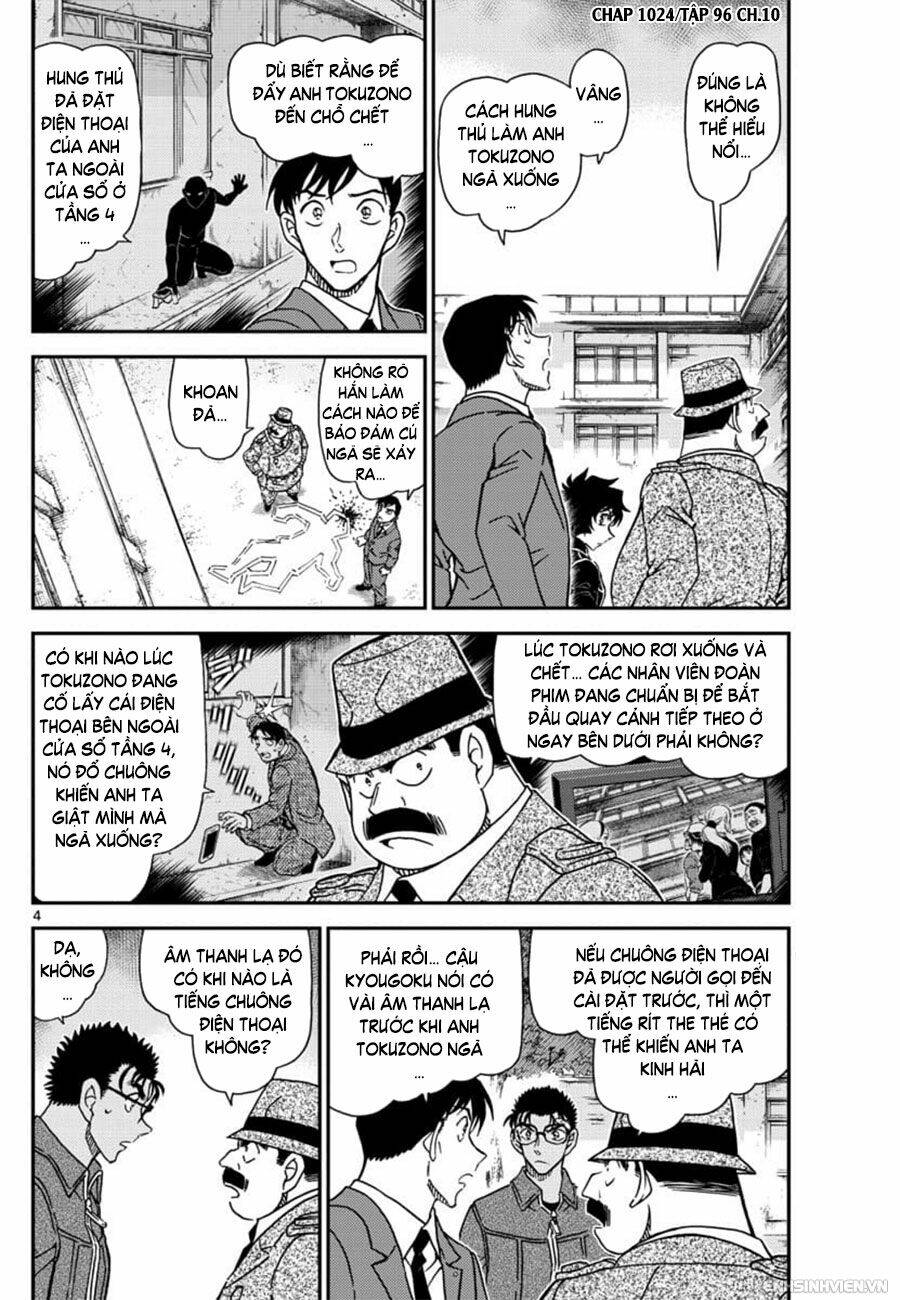 CHAP 1024/TẬP 96 CH.10
ĐÚNG LÀ
KHÔNG
THỂ HIỂU
NỔI...
VÂNG
...
CÁCH HUNG
THỦ LÀM ANH
TOKUZONO
NGÃ XUỐNG
...
DÙ BIẾT RẰNG ĐỂ
ĐẨY ANH TOKUZONO
ĐẾN CHỖ CHẾT
...
HUNG THỦ
ĐÃ ĐẶT
ĐIỆN THOẠI
CỦA ANH
TA NGOÀI
CỬA SỔ Ở
TẦNG 4
...
KHÔNG RÕ
HẮN LÀM
CÁCH NÀO ĐỂ
BẢO ĐẢM CÚ
NGÃ SẼ XẢY
RA...
KHOAN
ĐÃ...
LÚC TOKUZONO RƠI XUỐNG VÀ
CHẾT... CÁC NHÂN VIÊN ĐOÀN
PHIM ĐANG CHUẨN BỊ ĐỂ BẮT
ĐẦU QUAY CẢNH TIẾP THEO Ở
NGAY BÊN DƯỚI PHẢI KHÔNG?
CÓ KHI NÀO LÚC
TOKUZONO ĐANG
CỐ LẤY CÁI ĐIỆN
THOẠI BÊN NGOÀI
CỬA SỔ TẦNG 4,
NÓ ĐỔ CHUÔNG
KHIẾN ANH TA
GIẬT MÌNH MÀ
NGÃ XUỐNG?
4
NẾU CHUÔNG ĐIỆN THOẠI
ĐÃ ĐƯỢC NGƯỜI GỌI ĐẾN
CÀI ĐẶT TRƯỚC, THÌ MỘT
TIẾNG RÍT THE THÉ CÓ
THỂ KHIẾN ANH TA
KINH HÃI
...
PHẢI RỒI... CẬU
KYOUGOKU NÓI CÓ
VÀI ÂM THANH LẠ
TRƯỚC KHI ANH
TOKUZONO NGÃ
...
ÂM THANH LẠ ĐÓ
CÓ KHI NÀO LÀ
TIẾNG CHUÔNG
ĐIỆN THOẠI
KHÔNG?
DẠ,
KHÔNG
...